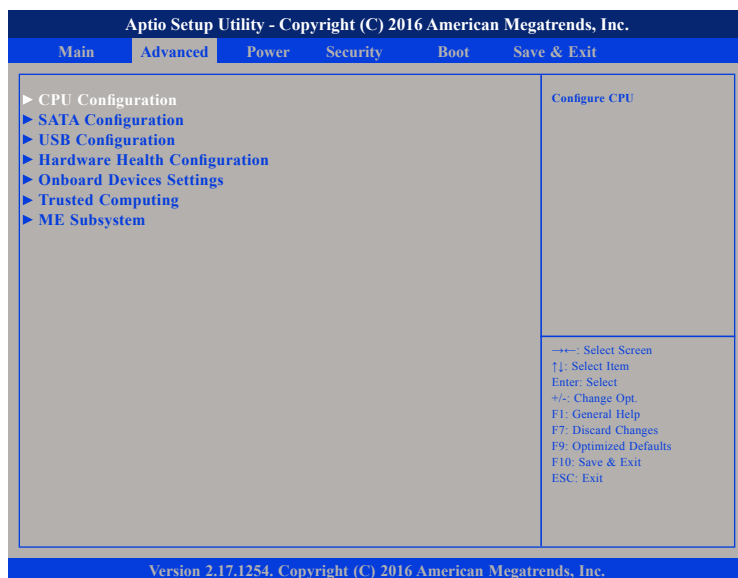 Aptio Setup Utility - Copyright (C) 2016 American Megatrends, Inc.
Main Advanced Power Security Boot Save & Exit
► CPU Configuration
► SATA Configuration
► USB Configuration
► Hardware Health Configuration
► Onboard Devices Settings
► Trusted Computing
► ME Subsystem
Configure CPU
→←: Select Screen
↑↓: Select Item
Enter: Select
+/-: Change Opt.
F1: General Help
F7: Discard Changes
F9: Optimized Defaults
F10: Save & Exit
ESC: Exit
Version 2.17.1254. Copyright (C) 2016 American Megatrends, Inc.